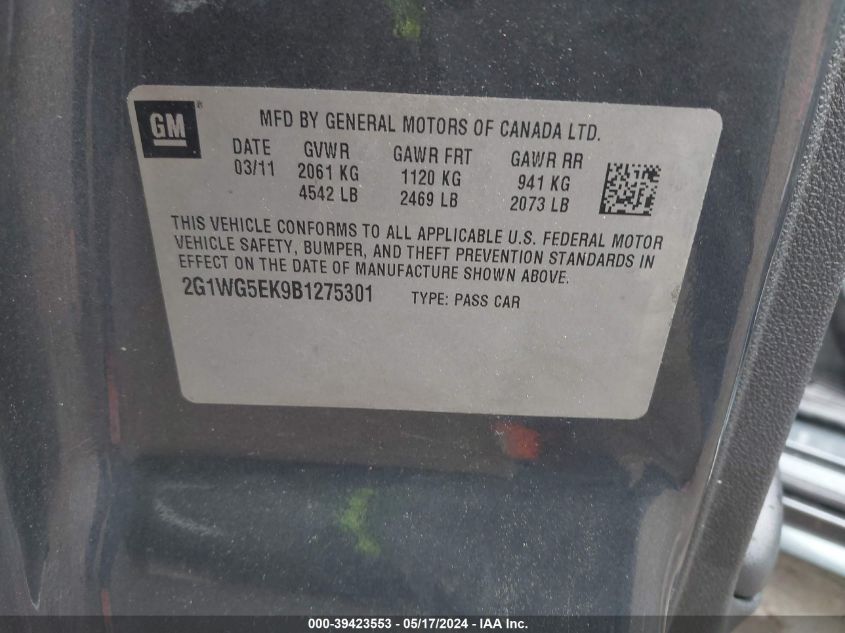 GM
MFD BY GENERAL MOTORS OF CANADA LTD.
DATE GVWR GAWR FRT GAWR RR
03/11 2061 KG 1120 KG 941 KG
4542 LB 2469 LB 2073 LB
THIS VEHICLE CONFORMS TO ALL APPLICABLE U.S. FEDERAL MOTOR
VEHICLE SAFETY, BUMPER, AND THEFT PREVENTION STANDARDS IN
EFFECT ON THE DATE OF MANUFACTURE SHOWN ABOVE.
2G1WG5EK9B1275301 TYPE: PASS CAR
000-39423553 - 05/17/2024 - IAAI Inc.